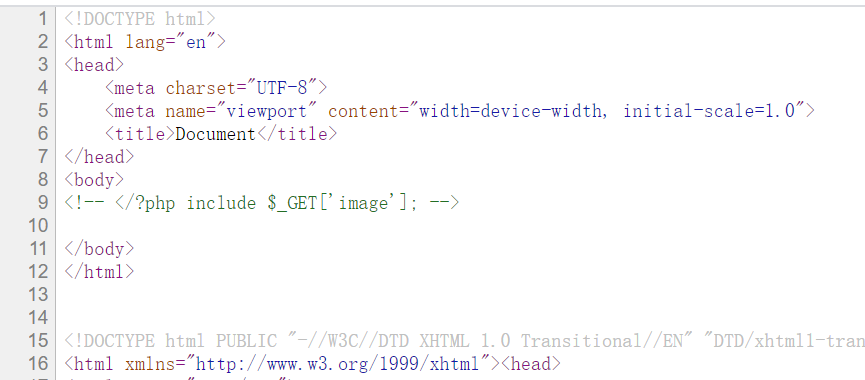 1 <!DOCTYPE html>
2 <html lang="en">
3 <head>
4 <meta charset="UTF-8">
5 <meta name="viewport" content="width=device-width, initial-scale=1.0">
6 <title>Document</title>
7 </head>
8 <body>
9 <!-- </?php include $_GET['image']; -->
10
11 </body>
12 </html>
13
14
15 <!DOCTYPE html PUBLIC "-//W3C//DTD XHTML 1.0 Transitional//EN" "DTD/xhtml1-tran
16 <html xmlns="http://www.w3.org/1999/xhtml"><head>